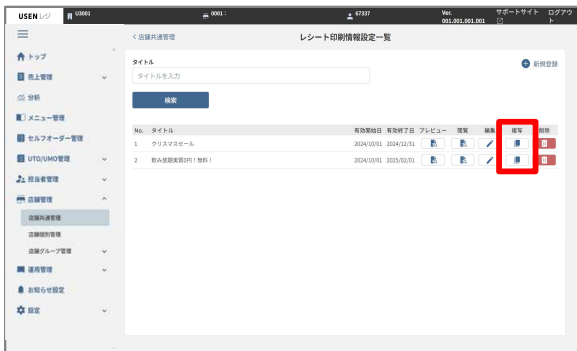 USEN レジ U3001 0001： 67337 Ver. 001.001.001.001 サポートサイト ログアウト
トップ
売上管理
分析
メニュー管理
セルフオーダー管理
UTO/UMO管理
担当者管理
店舗管理
店舗共通管理
店舗個別管理
店舗グループ管理
運用管理
お知らせ設定
設定
< 店舗共通管理 レシート印刷情報設定一覧
タイトル
タイトルを入力
新規登録
検索
No. タイトル 有効開始日 有効終了日 プレビュー 閲覧 編集 複写 削除
1 クリスマスセール 2024/10/01 2024/12/31
2 飲み放題実質0円！無料！ 2024/10/01 2025/02/01